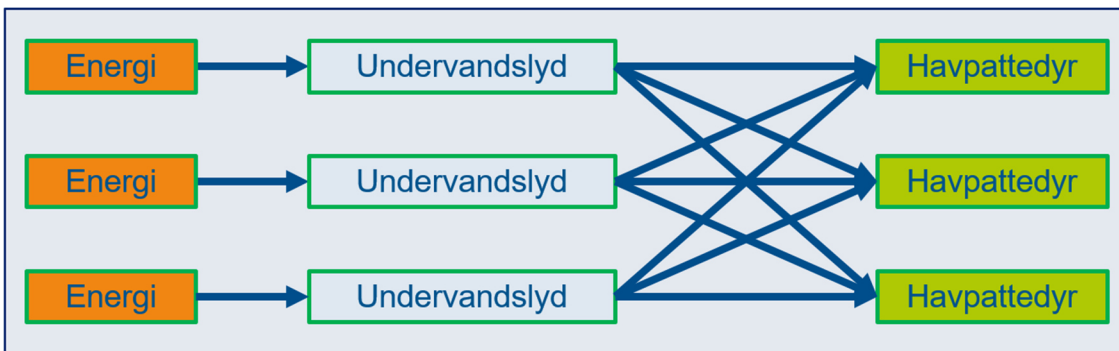 Energi
Undervandslyd
Havpattedyr
Energi
Undervandslyd
Havpattedyr
Energi
Undervandslyd
Havpattedyr